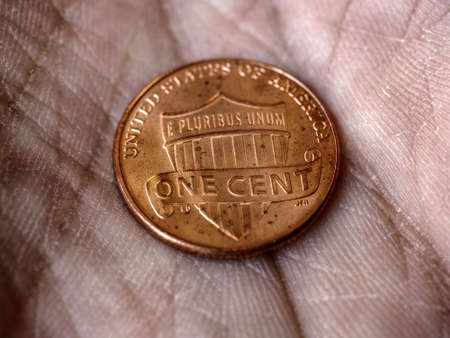 UNITED STATES OF AMERICA
E PLURIBUS UNUM
ONE CENT